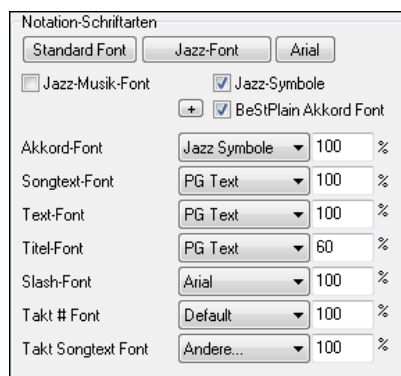 Notation-Schriftarten
Standard Font Jazz-Font Arial
Jazz-Musik-Font Jazz-Symbole
+ BeStPlain Akkord Font
Akkord-Font Jazz Symbole 100 %
Songtext-Font PG Text 100 %
Text-Font PG Text 100 %
Titel-Font PG Text 60 %
Slash-Font Arial 100 %
Takt # Font Default 100 %
Takt Songtext Font Andere... 100 %